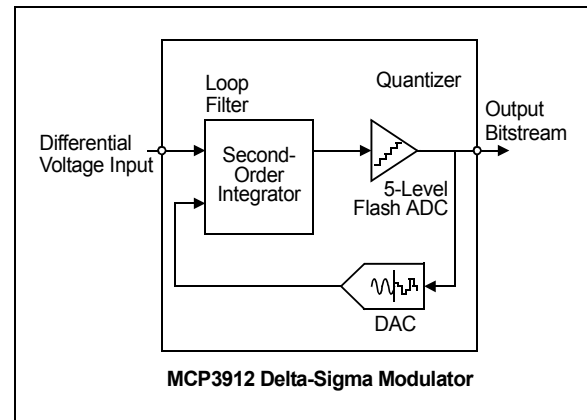 Loop
Filter
Quantizer
Output
Bitstream
Differential
Voltage Input
Second-
Order
Integrator
5-Level
Flash ADC
DAC
MCP3912 Delta-Sigma Modulator